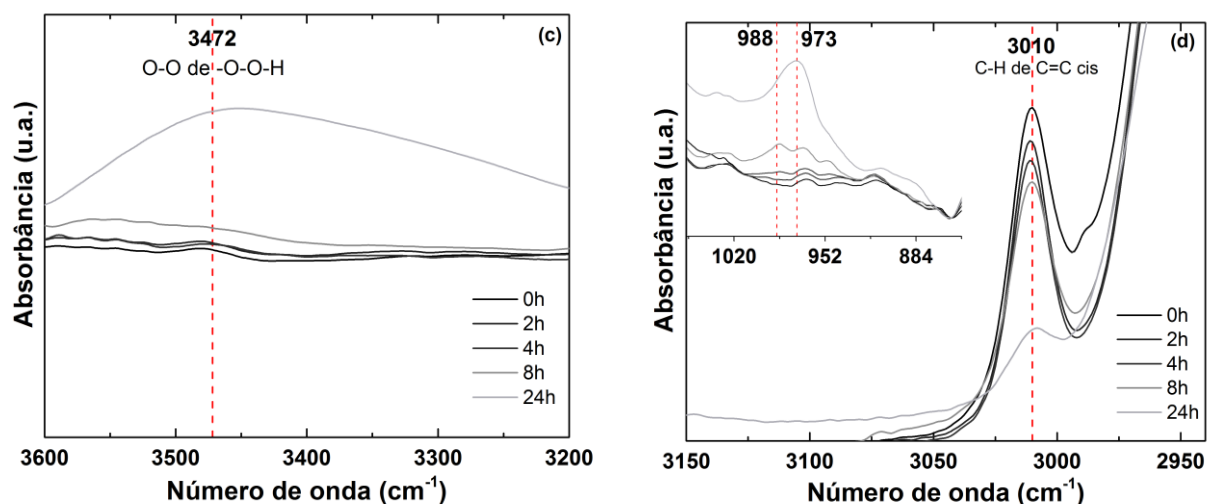 (c)
3472
O-O de -O-O-H
Absorbância (u.a.)
0h
2h
4h
8h
24h
3600 3500 3400 3300 3200
Número de onda (cm-1)
(d)
988 973
3010
C-H de C=C cis
Absorbância (u.a.)
1020 952 884
0h
2h
4h
8h
24h
3150 3100 3050 3000 2950
Número de onda (cm-1)